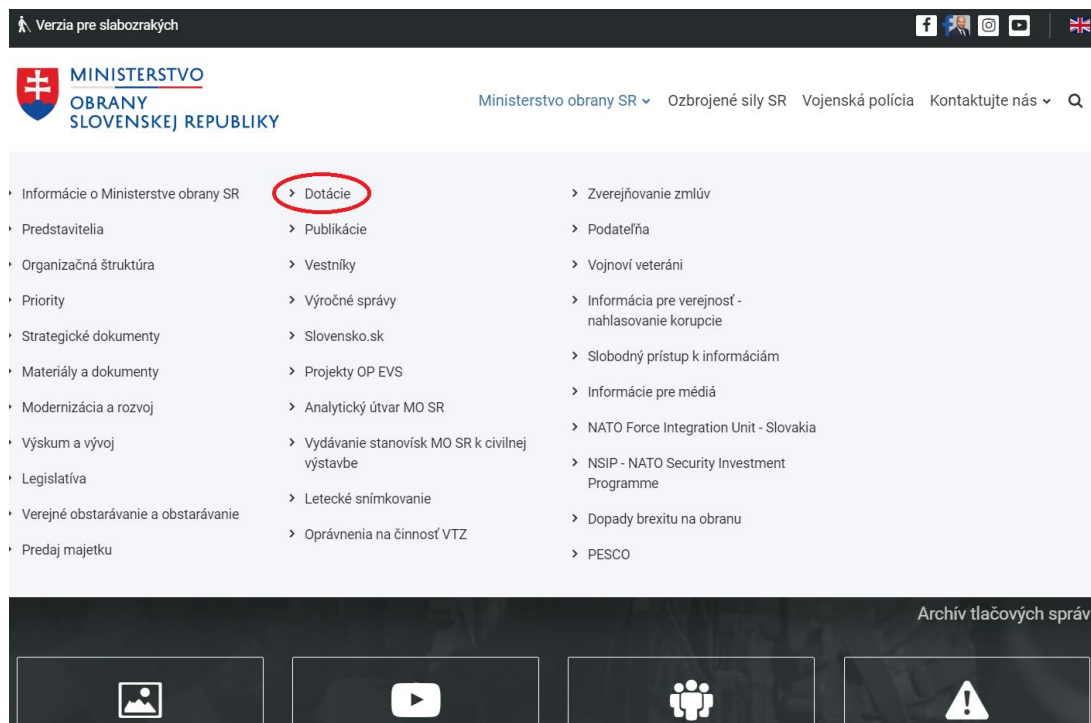 Verzia pre slabozrakých
MINISTERSTVO
OBRANY
SLOVENSKEJ REPUBLIKY
Ministerstvo obrany SR Ozbrojené sily SR Vojenská polícia Kontaktujte nás
Informácie o Ministerstve obrany SR
Predstavitelia
Organizačná štruktúra
Priority
Strategické dokumenty
Materiály a dokumenty
Modernizácia a rozvoj
Výskum a vývoj
Legislatíva
Verejné obstarávanie a obstarávanie
Predaj majetku
Dotácie
Publikácie
Vestníky
Výročné správy
Slovensko.sk
Projekty OP EVS
Analytický útvar MO SR
Vydávanie stanovísk MO SR k civilnej
výstavbe
Letecké snímkovanie
Oprávnenia na činnosť VTZ
Zverejňovanie zmlúv
Podateľňa
Vojnoví veteráni
Informácia pre verejnosť -
nahlasovanie korupcie
Slobodný prístup k informáciám
Informácie pre médiá
NATO Force Integration Unit - Slovakia
NSIP - NATO Security Investment
Programme
Dopady brexitu na obranu
PESCO
Archív tlačových správ